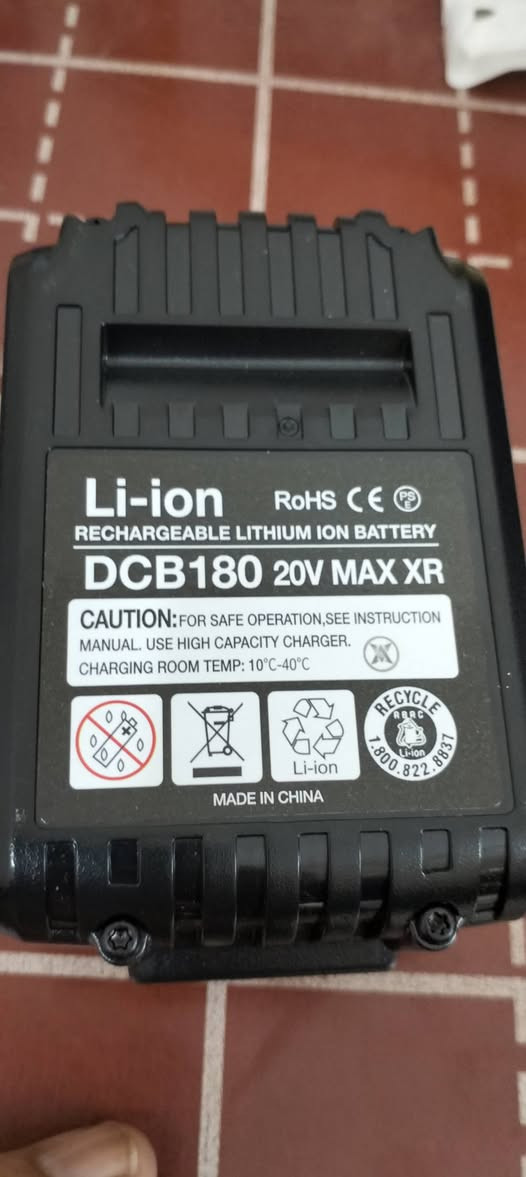 Li-ion RoHS CE PS E
RECHARGEABLE LITHIUM ION BATTERY
DCB180 20V MAX XR
CAUTION:FOR SAFE OPERATION,SEE INSTRUCTION
MANUAL. USE HIGH CAPACITY CHARGER.
CHARGING ROOM TEMP: 10°C-40°C
Li-ion
RECYCLE
RBRC
Li-ion
1.800.822.8837
MADE IN CHINA